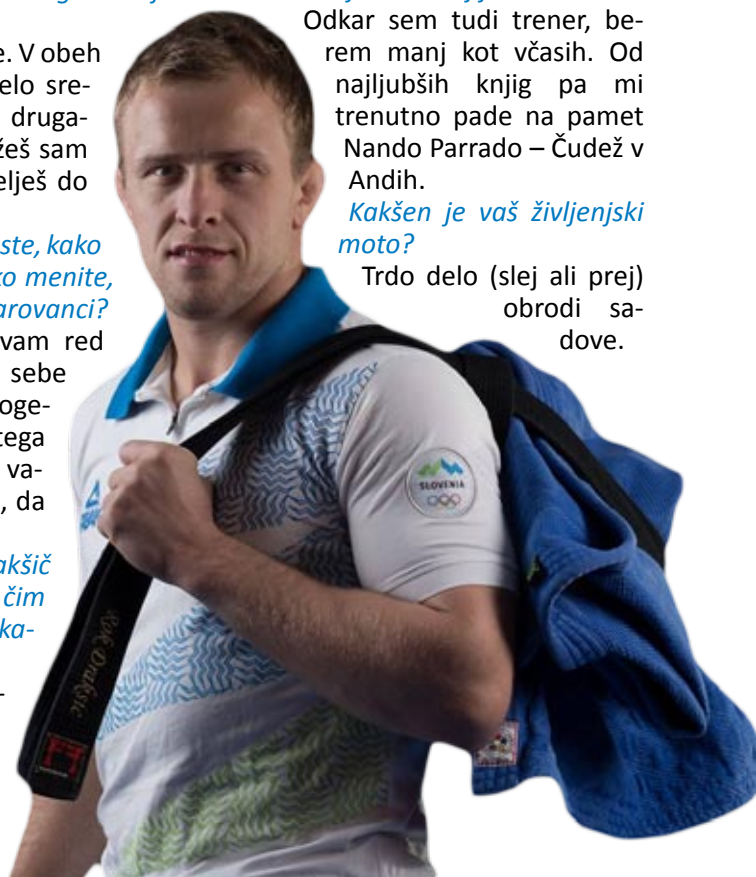 e. V obeh
elo sre-
druga-
žeš sam
elješ do
ste, kako
ko menite,
arovanci?
vam red
sebe
oge-
tega
va-
, da
akšič
čim
ka-
-
Odkar sem tudi trener, be-
rem manj kot včasih. Od
najljubših knjig pa mi
trenutno pade na pamet
Nando Parrado – Čudež v
Andih.
Kakšen je vaš življenjski
moto?
Trdo delo (slej ali prej)
obrodi sa-
dove.
SLOVENIA
Rok Draksic